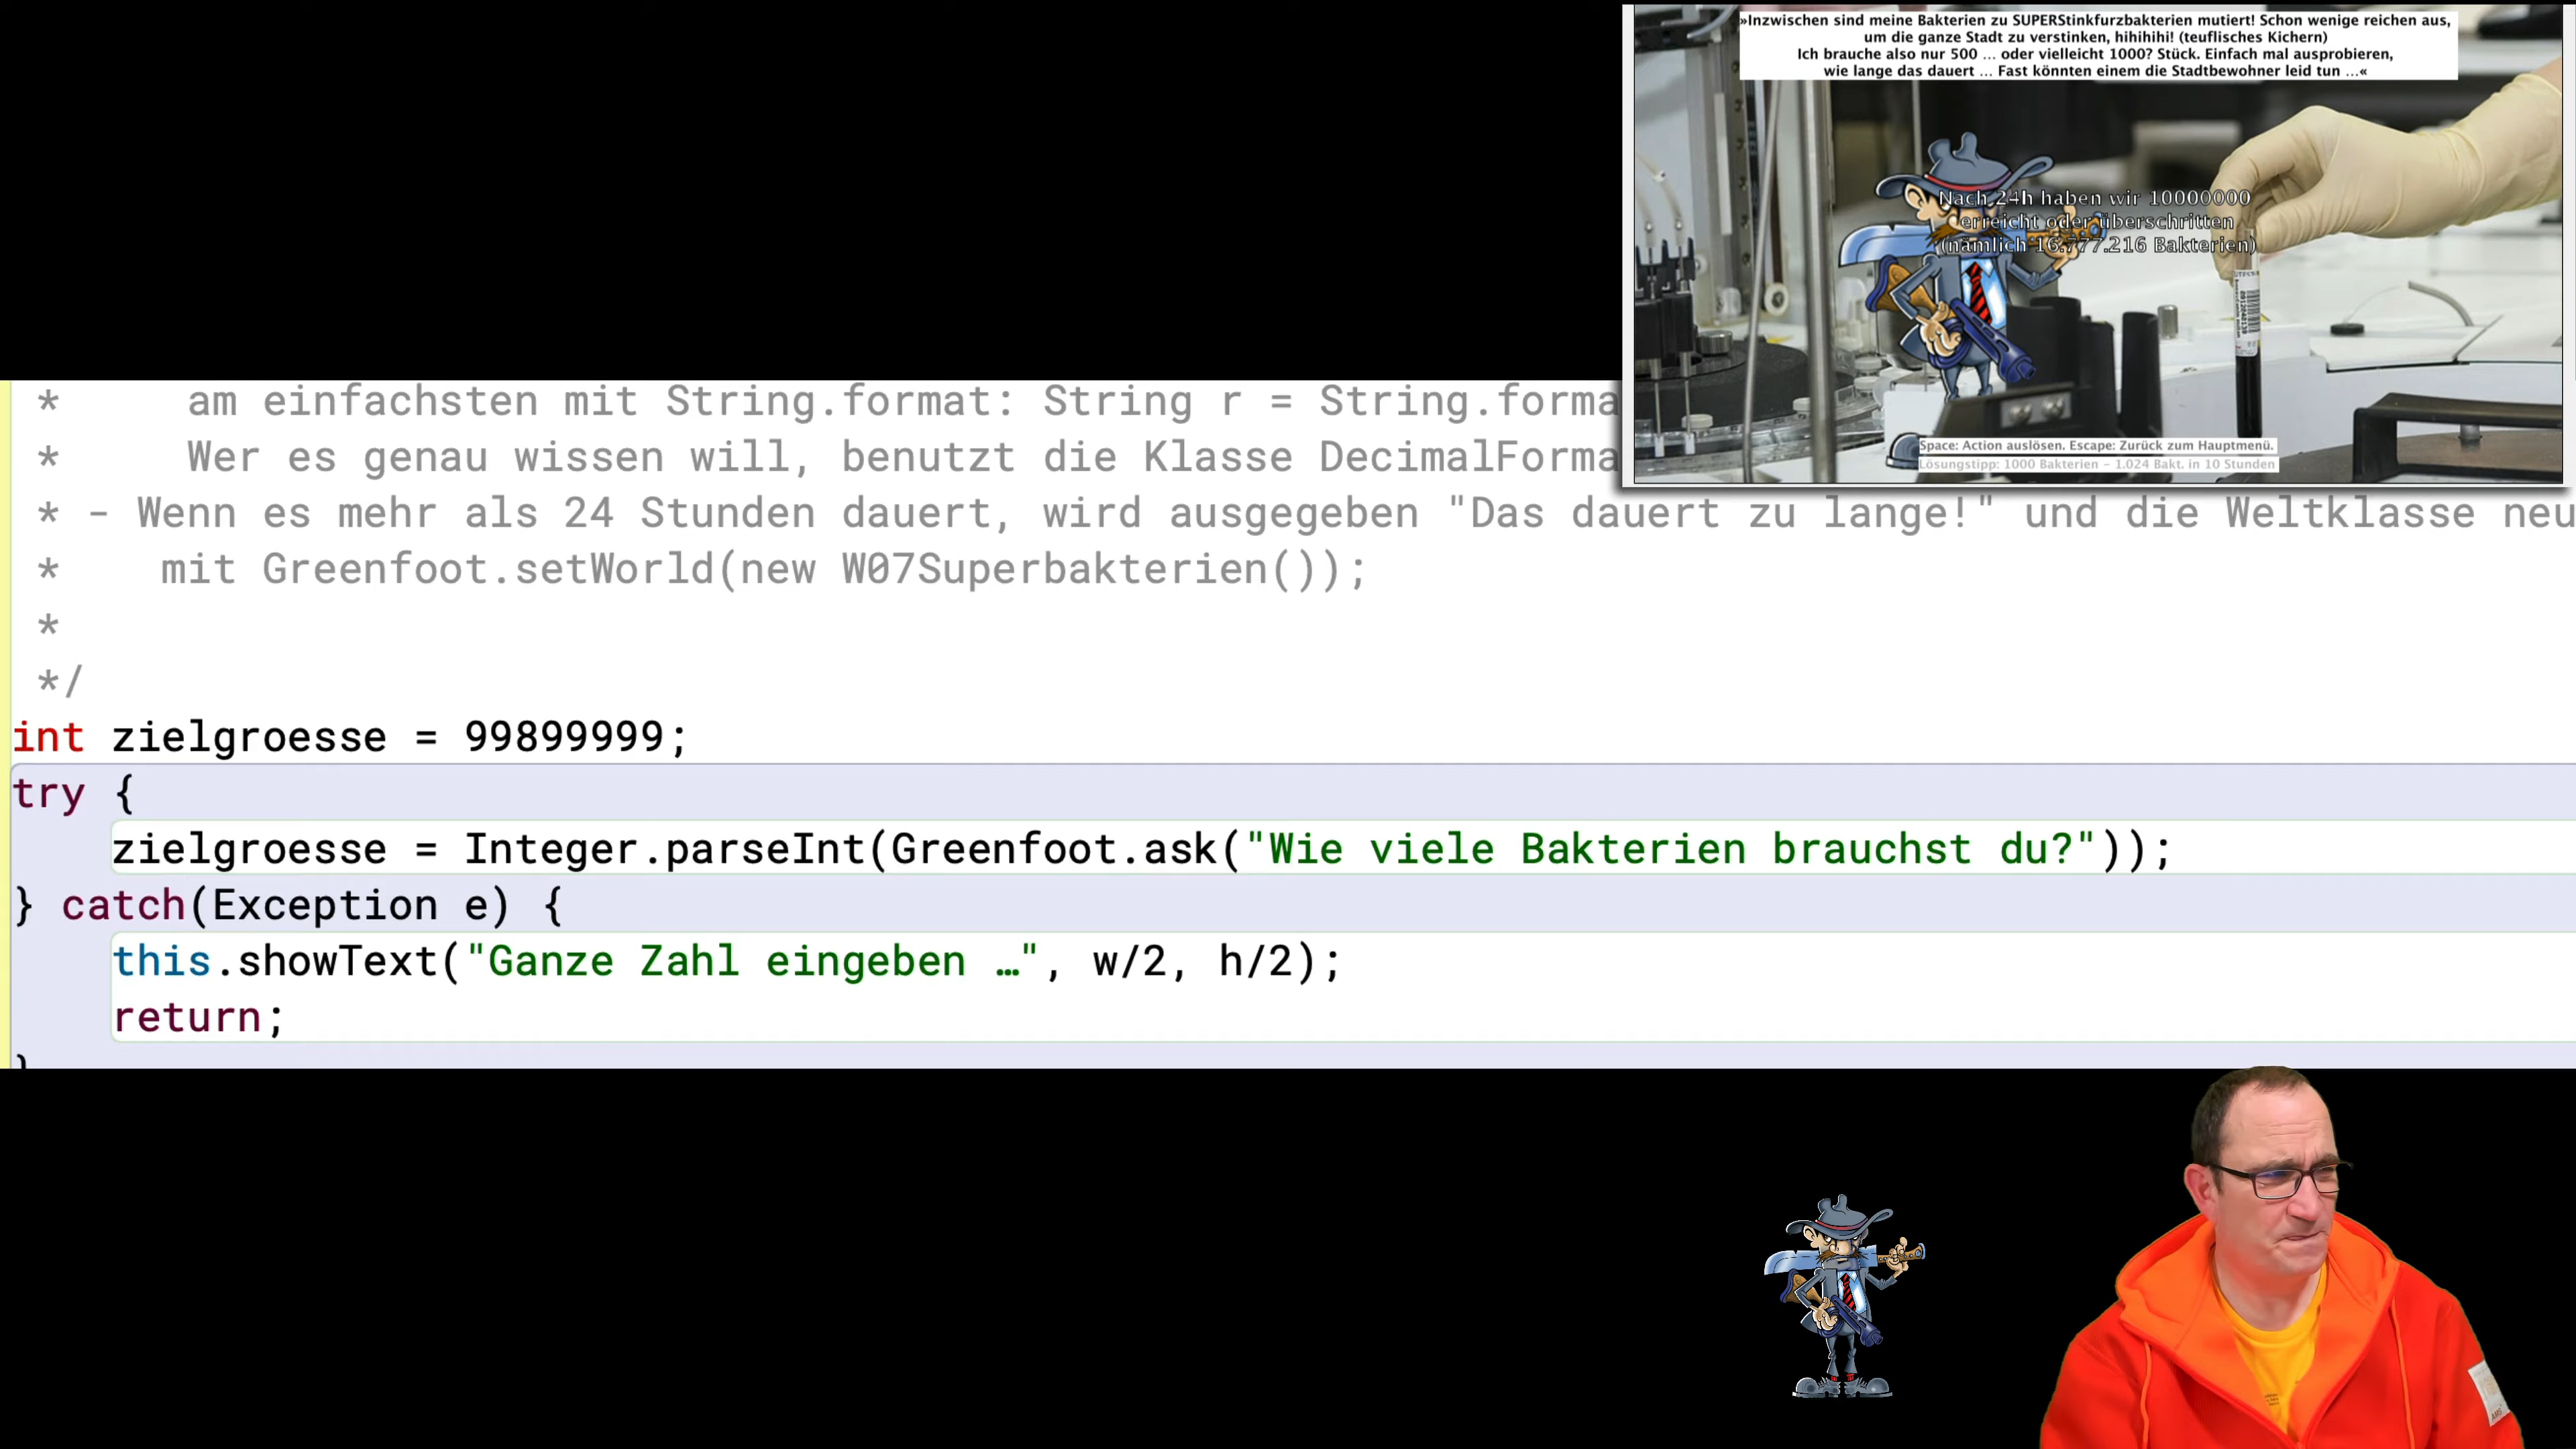 »Inzwischen sind meine Bakterien zu SUPERStinkfurzbakterien mutiert! Schon wenige reichen aus,
um die ganze Stadt zu verstinken, hihihihi! (teuflisches Kichern)
Ich brauche also nur 500 ... oder vielleicht 1000? Stück. Einfach mal ausprobieren,
wie lange das dauert ... Fast könnten einem die Stadtbewohner leid tun ...«
Nach 24h haben wir 10000000
erreicht oder überschritten
(nämlich 16.777.216 Bakterien)
Space: Action auslösen. Escape: Zurück zum Hauptmenü.
Lösungstipp: 1000 Bakterien - 1.024 Bakt. in 10 Stunden
* am einfachsten mit String.format: String r = String.forma
* Wer es genau wissen will, benutzt die Klasse DecimalForma
* - Wenn es mehr als 24 Stunden dauert, wird ausgegeben "Das dauert zu lange!" und die Weltklasse neu
* mit Greenfoot.setWorld(new W07Superbakterien());
*
*/
int zielgroesse = 99899999;
try {
zielgroesse = Integer.parseInt(Greenfoot.ask("Wie viele Bakterien brauchst du?"));
} catch(Exception e) {
this.showText("Ganze Zahl eingeben …", w/2, h/2);
return;
}